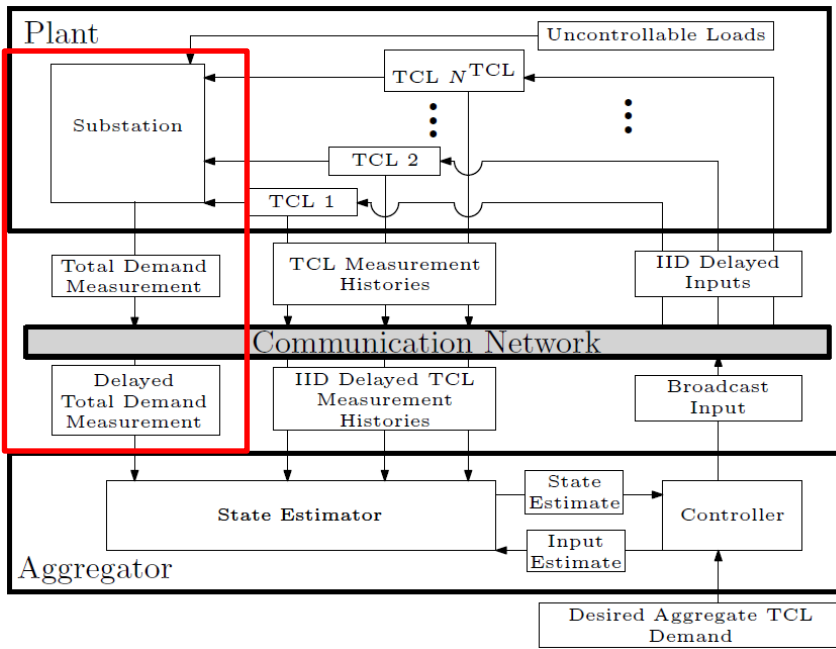 Plant
Uncontrollable Loads
TCL N^TCL
Substation
TCL 2
TCL 1
Total Demand
Measurement
TCL Measurement
Histories
IID Delayed
Inputs
Communication Network
Delayed
Total Demand
Measurement
IID Delayed TCL
Measurement
Histories
Broadcast
Input
State
Estimate
State Estimator
Controller
Input
Estimate
Aggregator
Desired Aggregate TCL
Demand